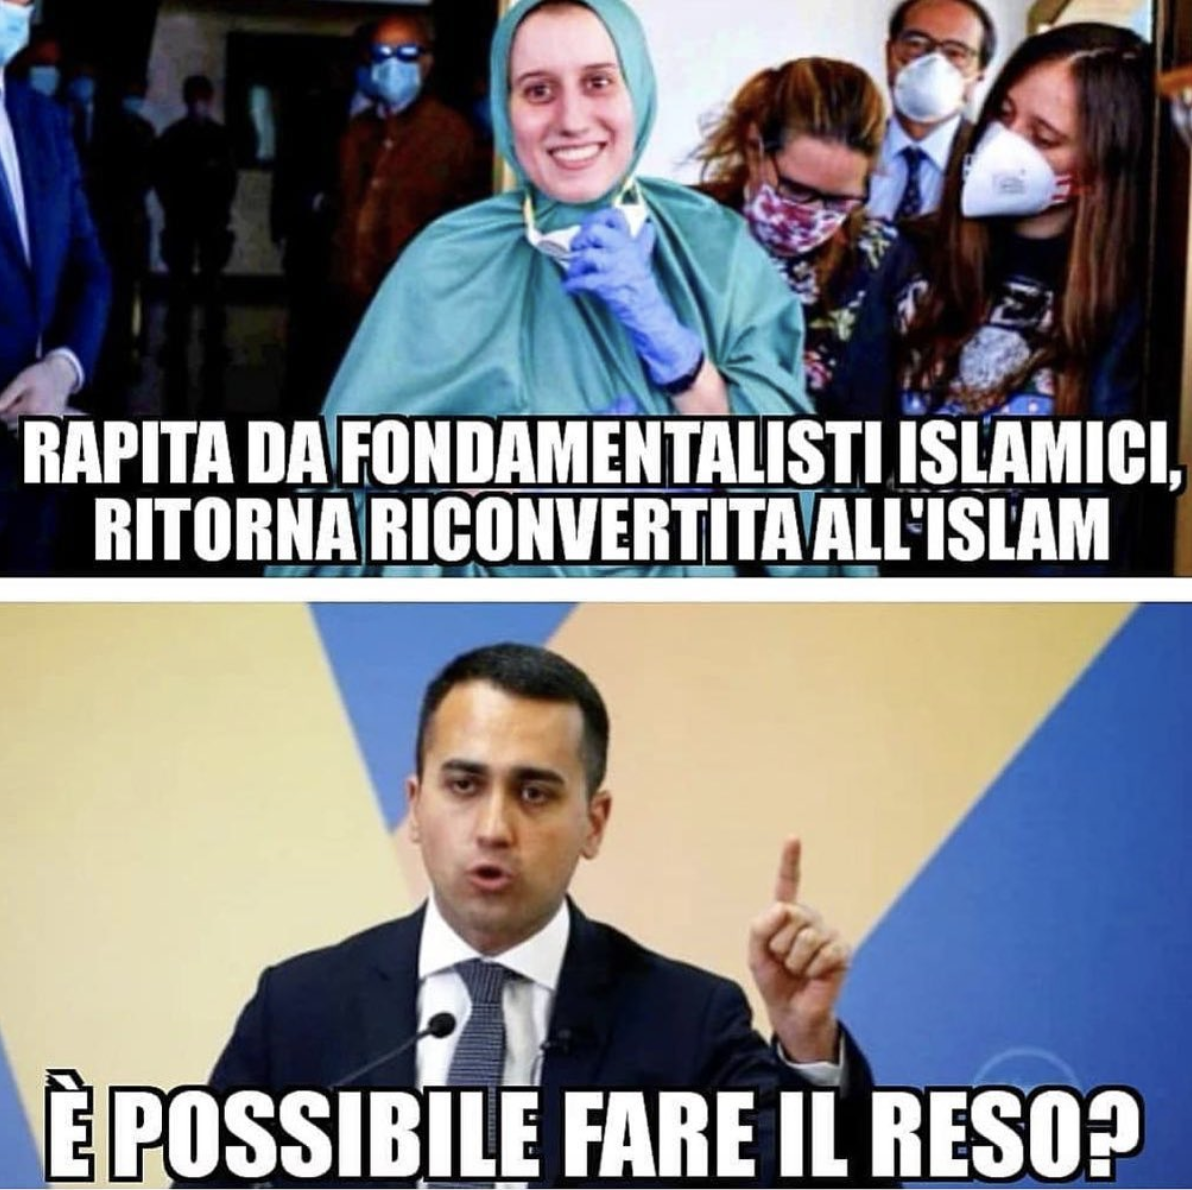 RAPITA DA FONDAMENTALISTI ISLAMICI,
RITORNA RICONVERTITA ALL'ISLAM
È POSSIBILE FARE IL RESO?